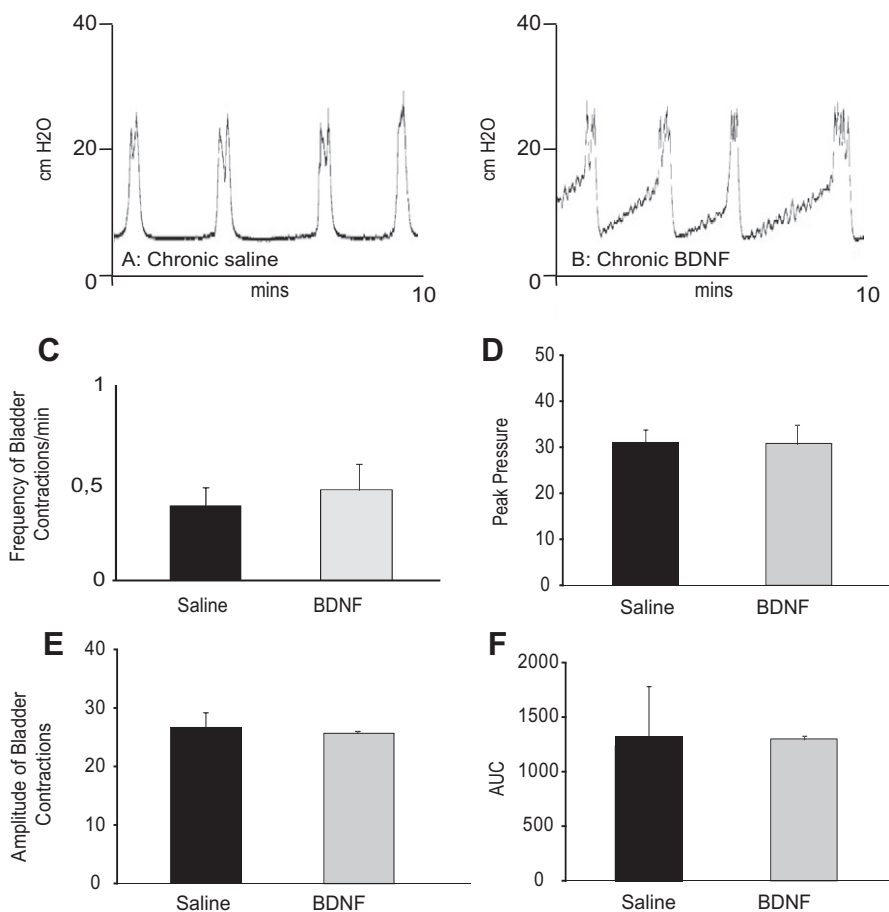 40
20
0
cm H2O
A: Chronic saline
mins
10
40
20
0
cm H2O
B: Chronic BDNF
mins
10
C
Frequency of Bladder
Contractions/min
1
0,5
0
Saline
BDNF
D
Peak Pressure
50
40
30
20
10
0
Saline
BDNF
E
Amplitude of Bladder
Contractions
40
30
20
10
0
Saline
BDNF
F
AUC
2000
1500
1000
500
0
Saline
BDNF